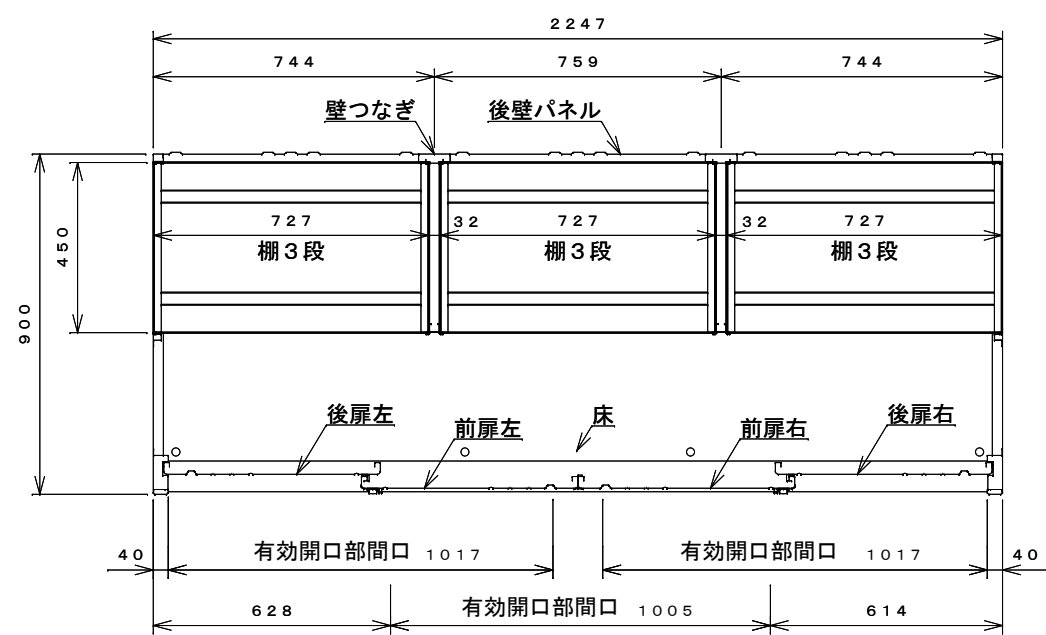 2247
744 759 744
壁つなぎ 後壁パネル
727 32 727 32 727
棚3段 棚3段 棚3段
450
900
後扉左 前扉左 床 前扉右 後扉右
40 有効開口部間口 1017 有効開口部間口 1017 40
628 有効開口部間口 1005 614